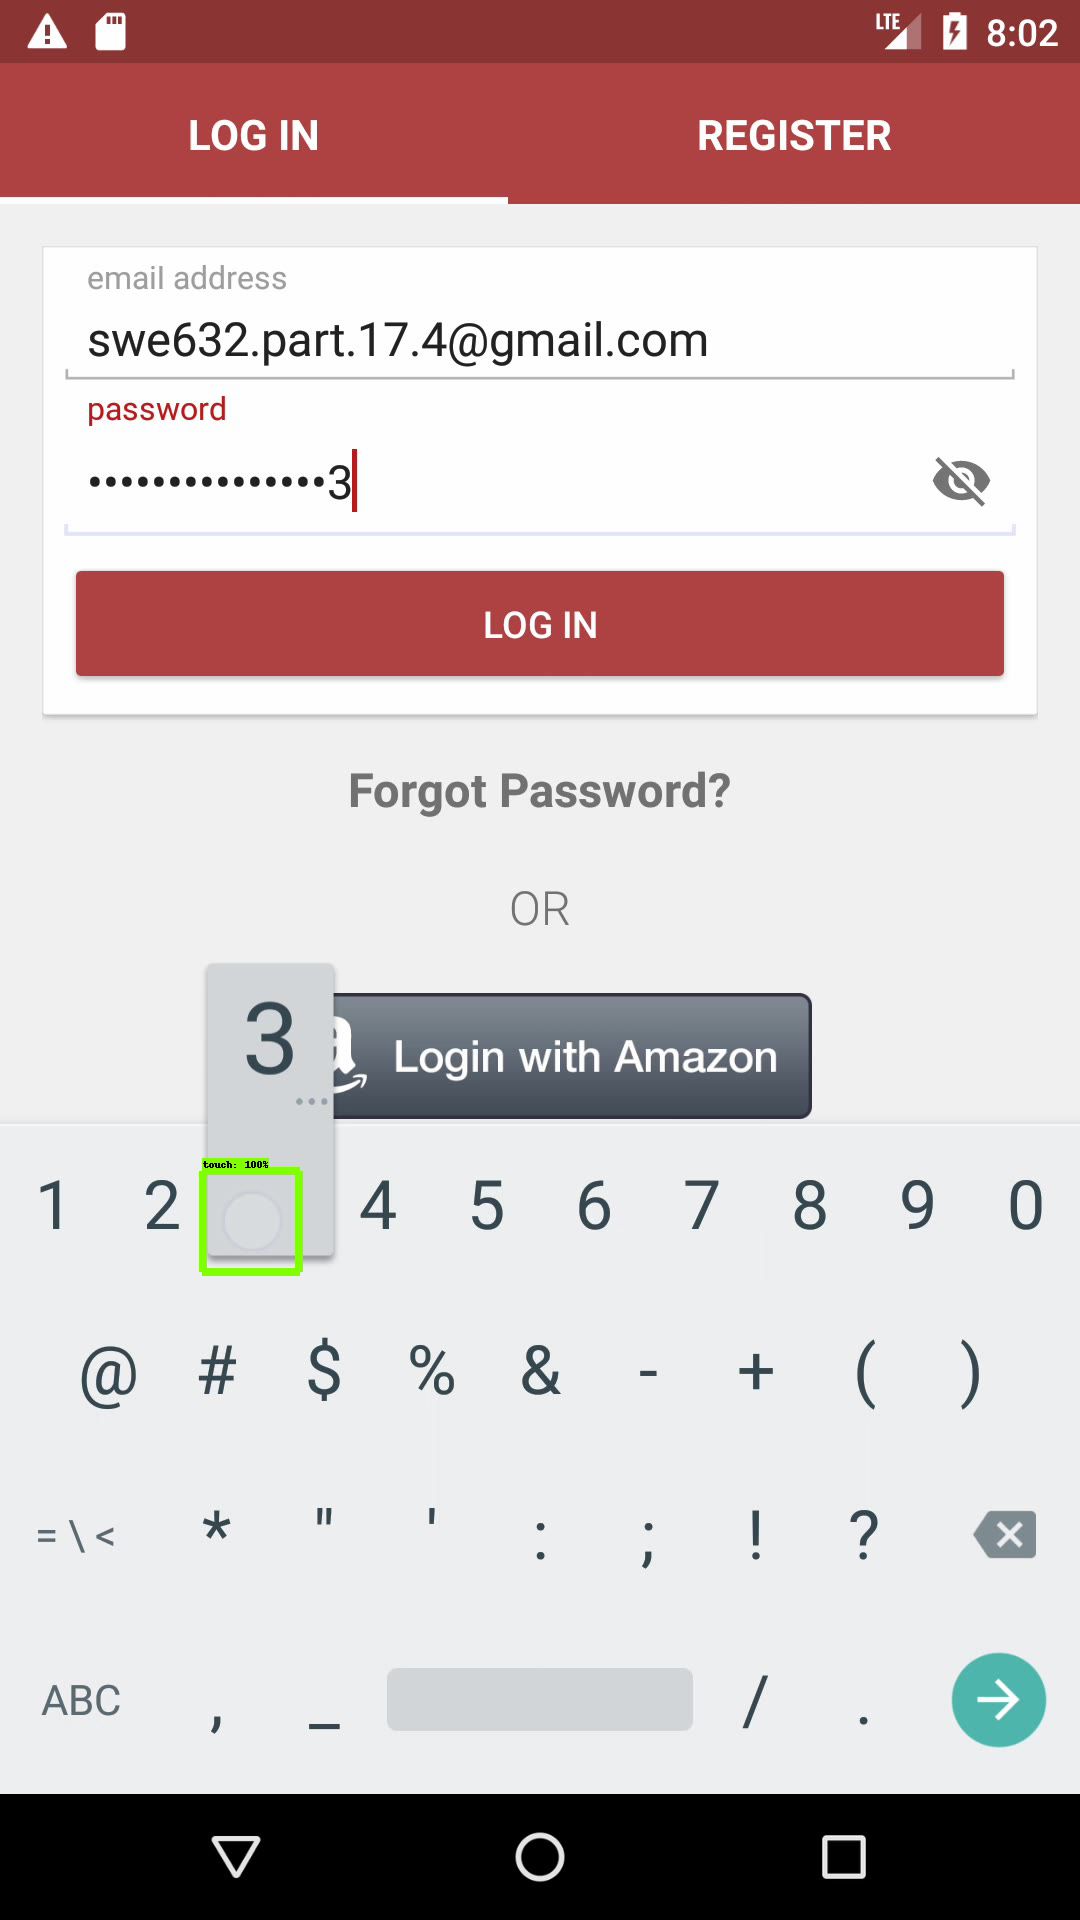 LTE 8:02
LOG IN REGISTER
email address
swe632.part.17.4@gmail.com
password
•••••••••••••••3
LOG IN
Forgot Password?
OR
3
...
Login with Amazon
touch: 100%
1 2 4 5 6 7 8 9 0
@ # $ % & - + ( )
= \ < * " ' : ; ! ?
ABC , _ / .